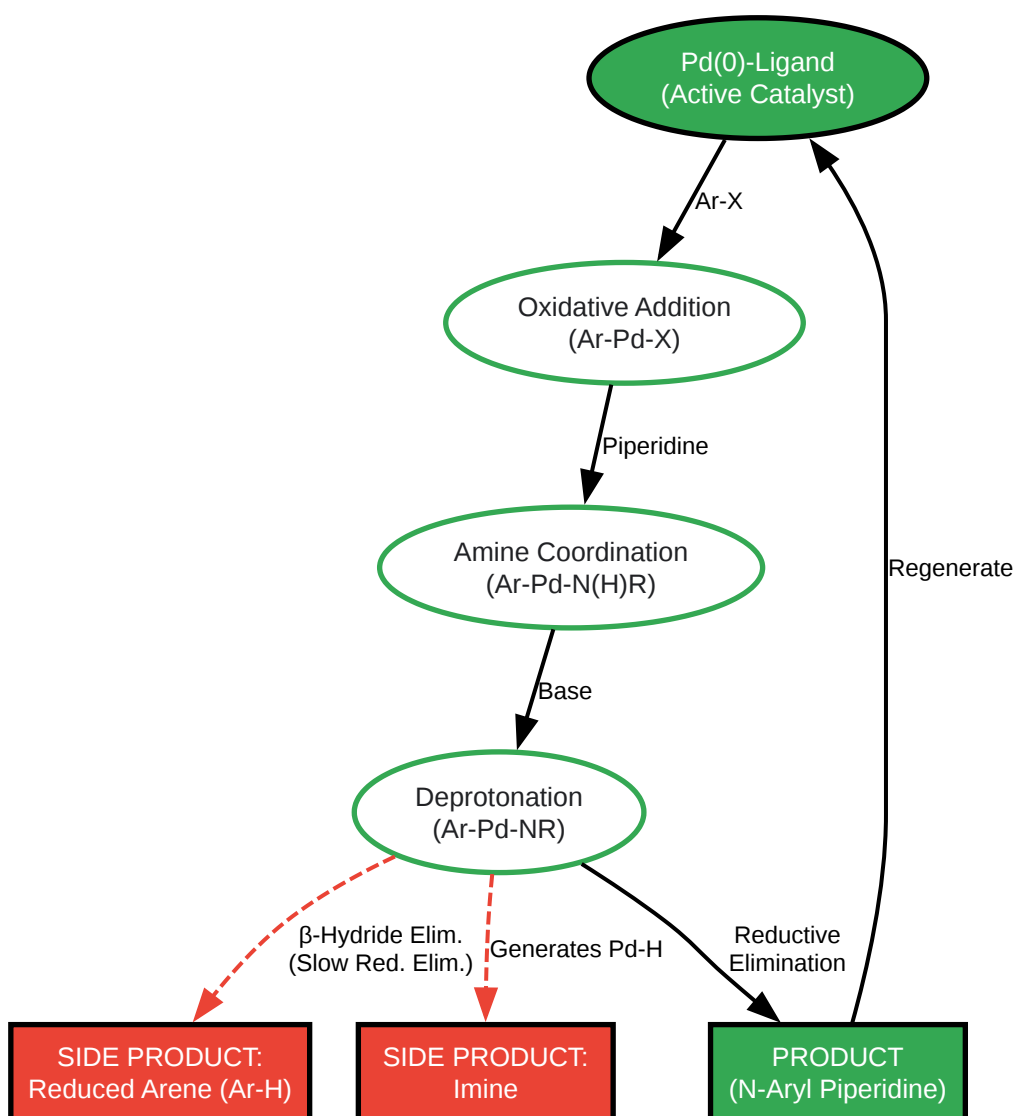 Pd(0)-Ligand
(Active Catalyst)
Ar-X
Oxidative Addition
(Ar-Pd-X)
Piperidine
Amine Coordination
(Ar-Pd-N(H)R)
Regenerate
Base
Deprotonation
(Ar-Pd-NR)
β-Hydride Elim.
(Slow Red. Elim.)
Generates Pd-H
Reductive
Elimination
SIDE PRODUCT:
Reduced Arene (Ar-H)
SIDE PRODUCT:
Imine
PRODUCT
(N-Aryl Piperidine)